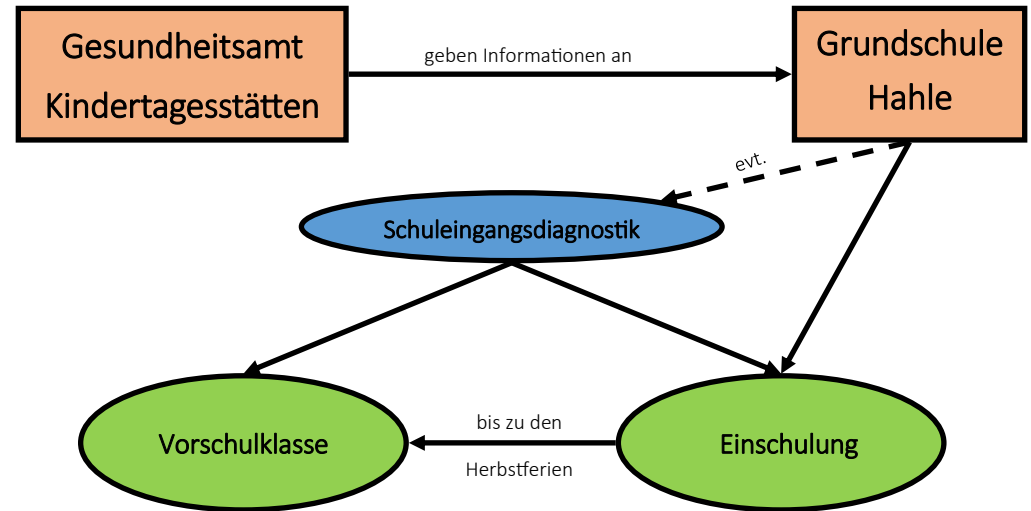 Gesundheitsamt
Kindertagesstätten
geben Informationen an
Grundschule
Hahle
evt.
Schuleingangsdiagnostik
Vorschulklasse
bis zu den
Herbstferien
Einschulung